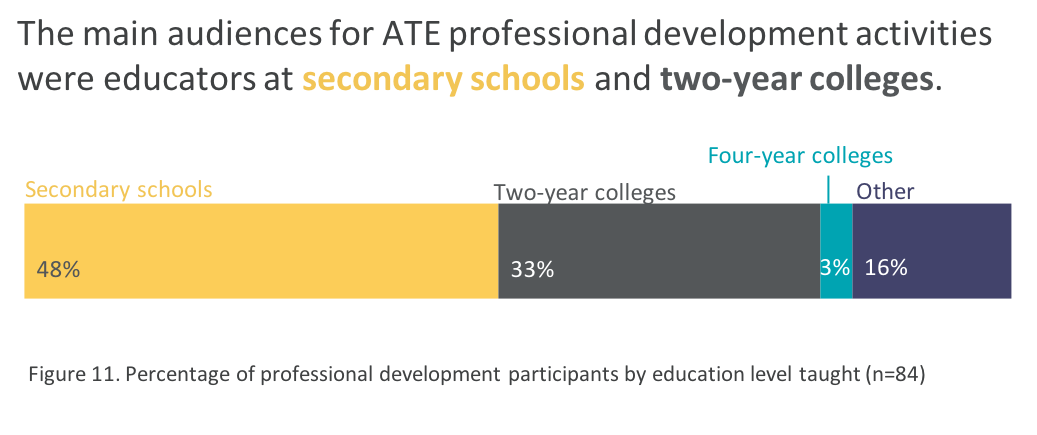 The main audiences for ATE professional development activities
were educators at secondary schools and two-year colleges.
Four-year colleges
Secondary schools
Two-year colleges
Other
48%
33%
3%
16%
Figure 11. Percentage of professional development participants by education level taught (n=84)